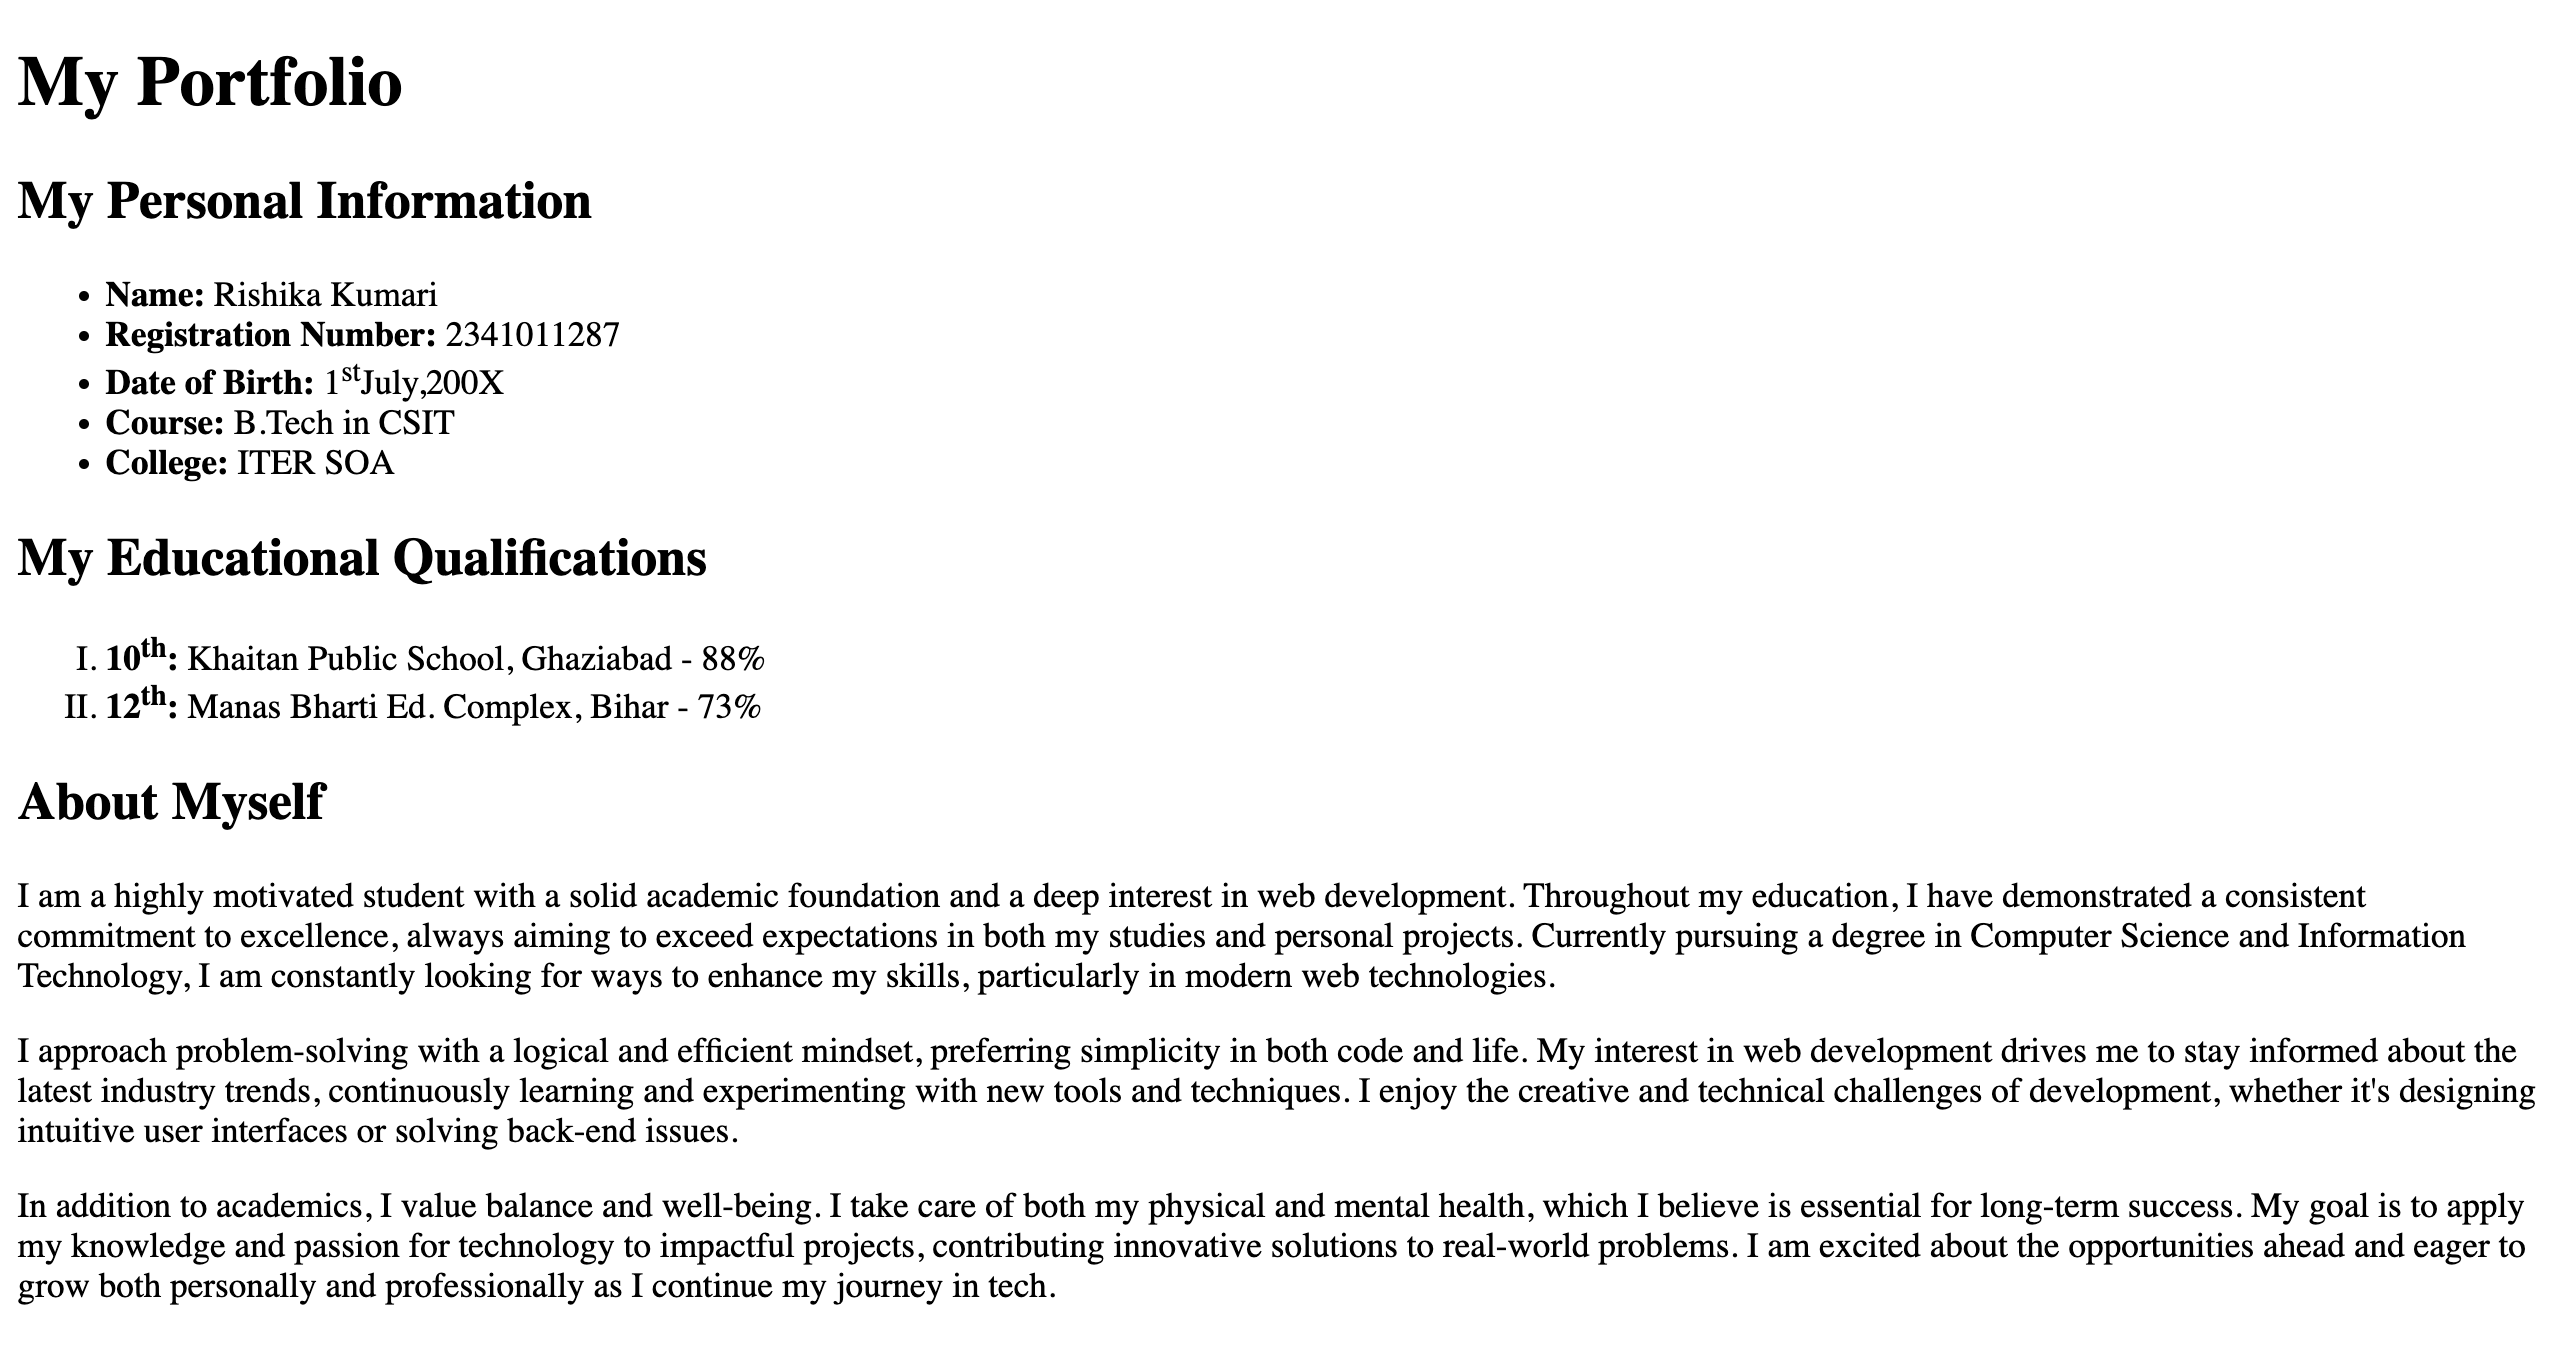 My Portfolio
My Personal Information
• Name: Rishika Kumari
• Registration Number: 2341011287
• Date of Birth: 1stJuly,200X
• Course: B.Tech in CSIT
• College: ITER SOA
My Educational Qualifications
I. 10th: Khaitan Public School, Ghaziabad - 88%
II. 12th: Manas Bharti Ed. Complex, Bihar - 73%
About Myself
I am a highly motivated student with a solid academic foundation and a deep interest in web development. Throughout my education, I have demonstrated a consistent
commitment to excellence, always aiming to exceed expectations in both my studies and personal projects. Currently pursuing a degree in Computer Science and Information
Technology, I am constantly looking for ways to enhance my skills, particularly in modern web technologies.
I approach problem-solving with a logical and efficient mindset, preferring simplicity in both code and life. My interest in web development drives me to stay informed about the
latest industry trends, continuously learning and experimenting with new tools and techniques. I enjoy the creative and technical challenges of development, whether it's designing
intuitive user interfaces or solving back-end issues.
In addition to academics, I value balance and well-being. I take care of both my physical and mental health, which I believe is essential for long-term success. My goal is to apply
my knowledge and passion for technology to impactful projects, contributing innovative solutions to real-world problems. I am excited about the opportunities ahead and eager to
grow both personally and professionally as I continue my journey in tech.